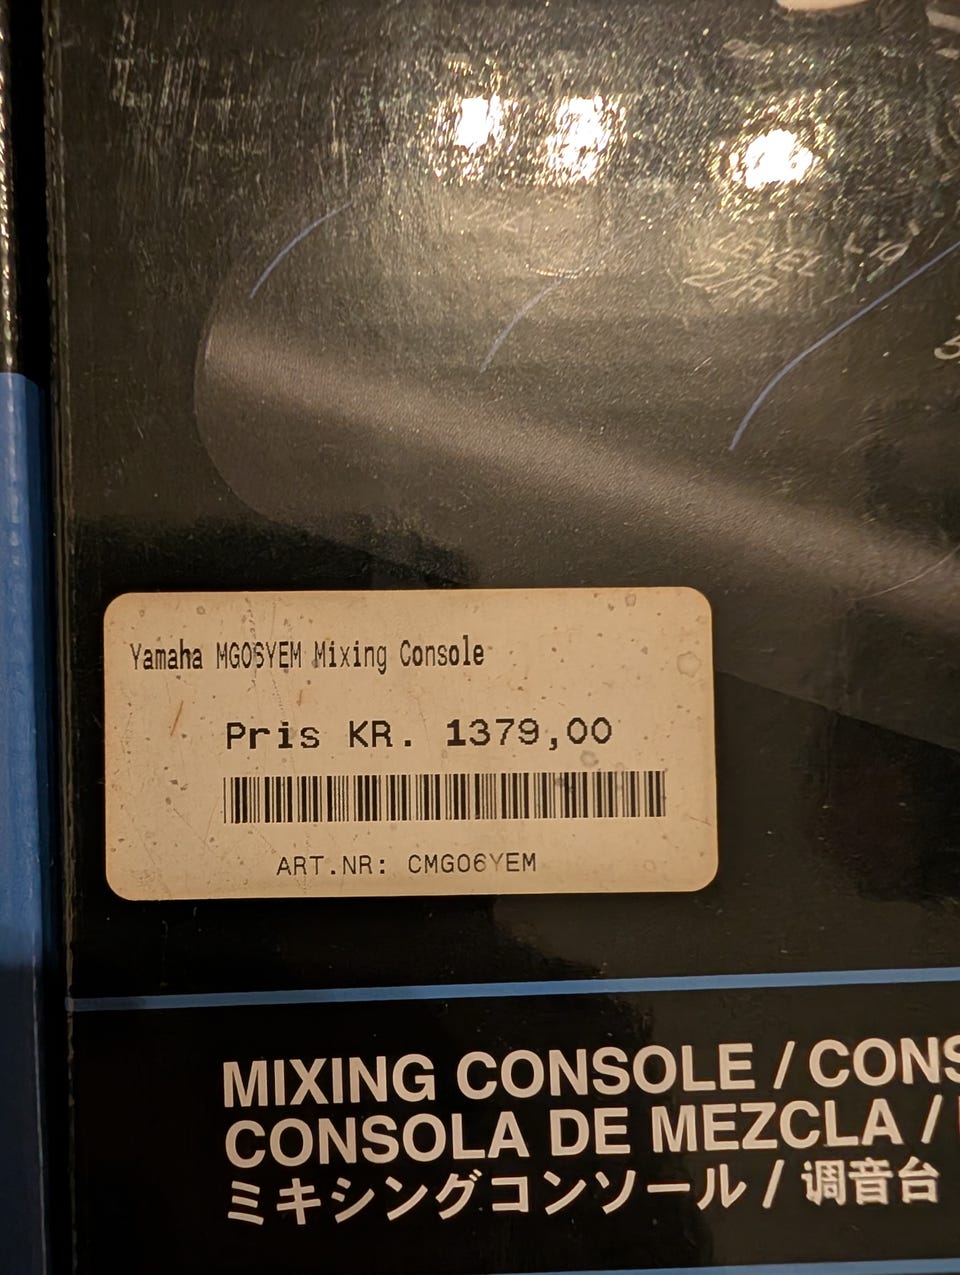 Yamaha MG06YEM Mixing Console
Pris KR. 1379,00
ART.NR: CMG06YEM
MIXING CONSOLE / CONS
CONSOLA DE MEZCLA /
ミキシングコンソール / 调音台